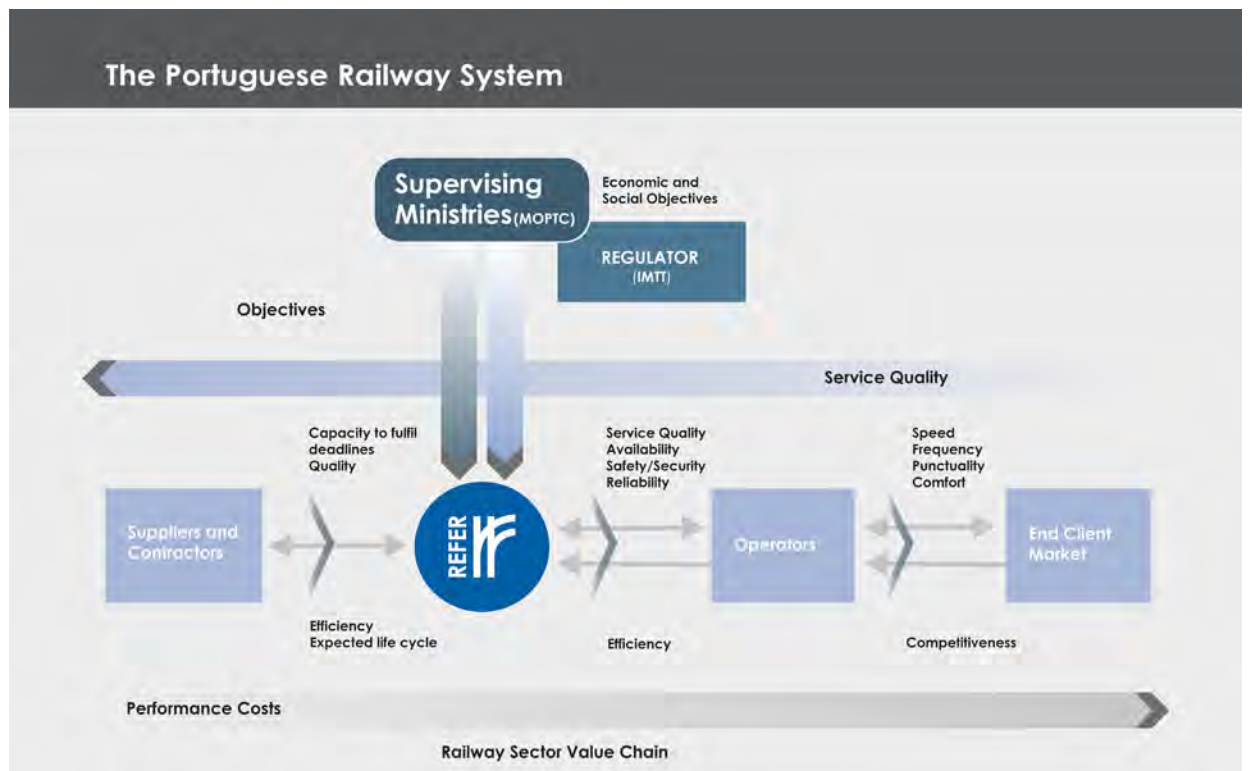 The Portuguese Railway System
Supervising
Ministries(MOPTC)
Economic and
Social Objectives
REGULATOR
(IMTT)
Objectives
Service Quality
Capacity to fulfil
deadlines
Quality
Service Quality
Availability
Safety/Security
Reliability
Speed
Frequency
Punctuality
Comfort
Suppliers and
Contractors
REFER
Operators
End Client
Market
Efficiency
Expected life cycle
Efficiency
Competitiveness
Performance Costs
Railway Sector Value Chain